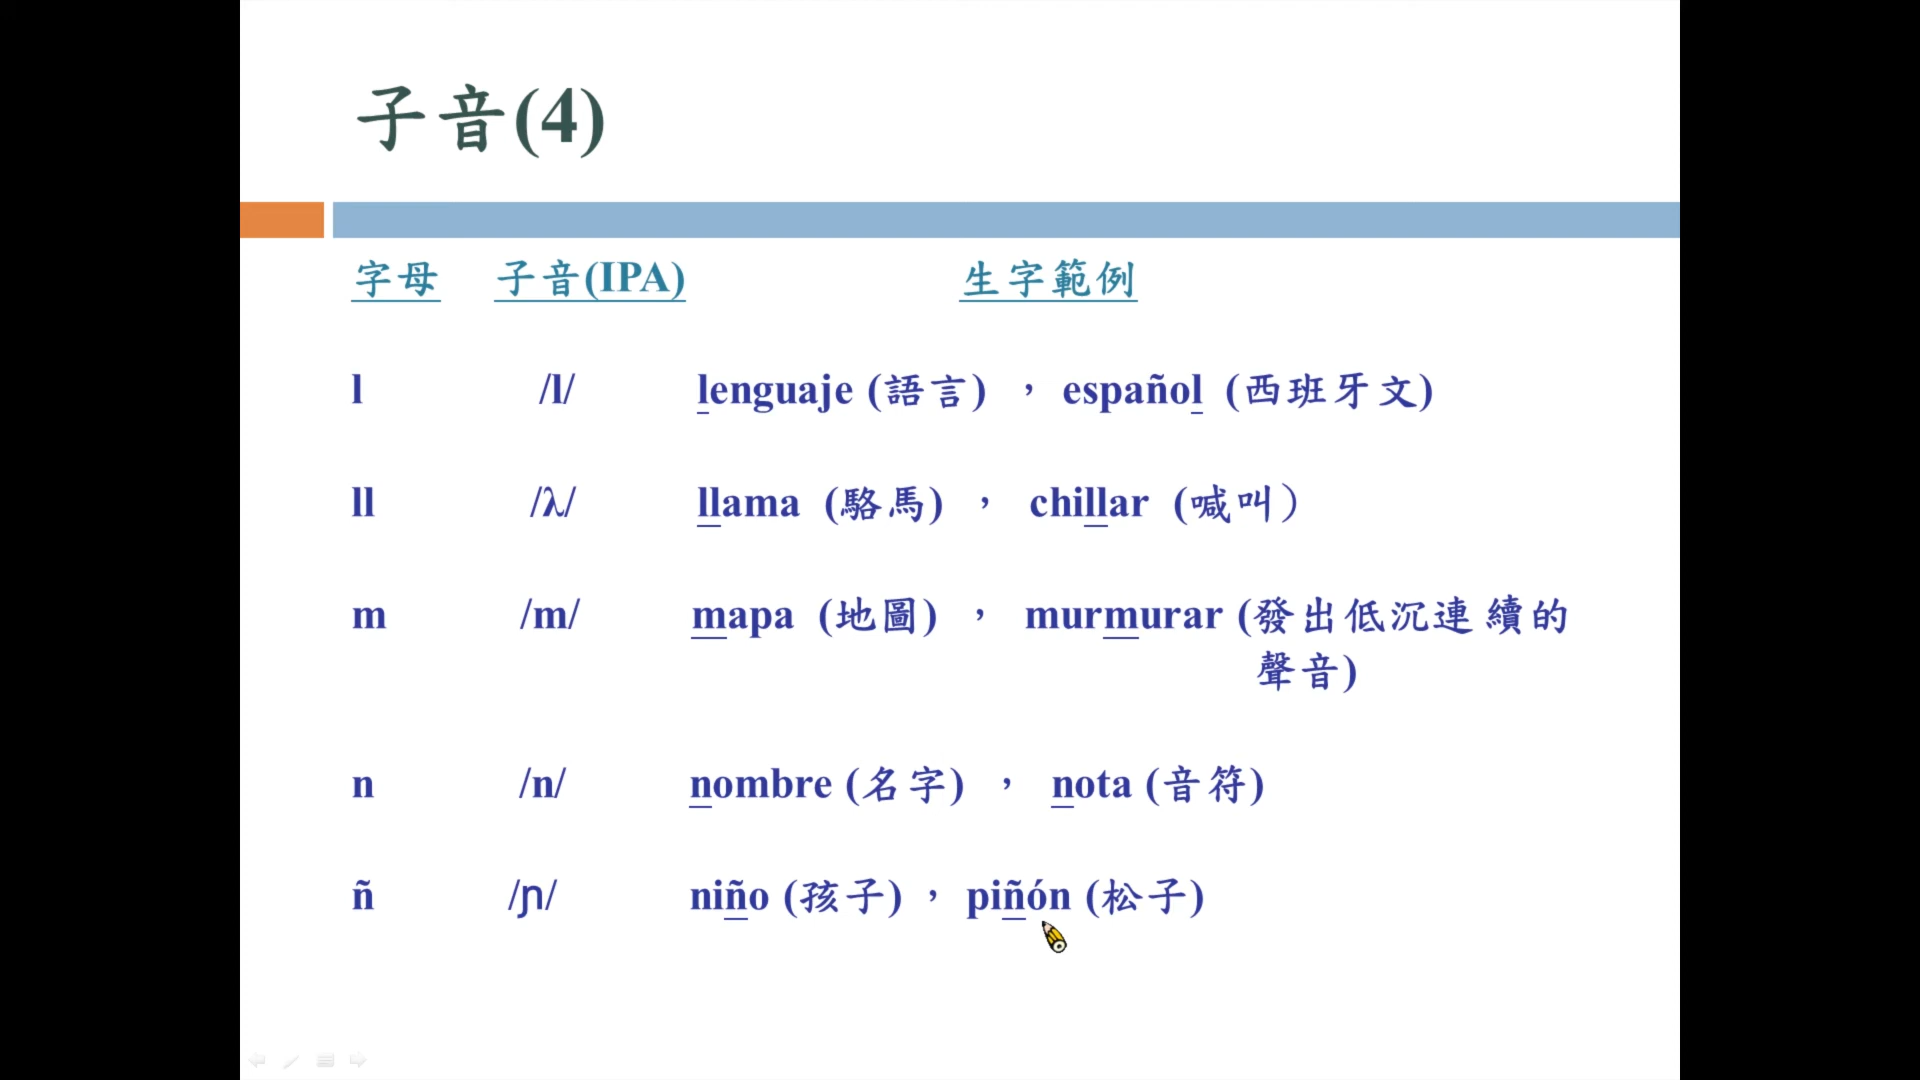 子音(4)
字母 子音(IPA) 生字範例
l /l/ lenguaje (語言) , español (西班牙文)
ll /λ/ llama (駱馬) , chillar (喊叫)
m /m/ mapa (地圖) , murmurar (發出低沉連續的
聲音)
n /n/ nombre (名字) , nota (音符)
ñ /ɲ/ niño (孩子) , piñón (松子)